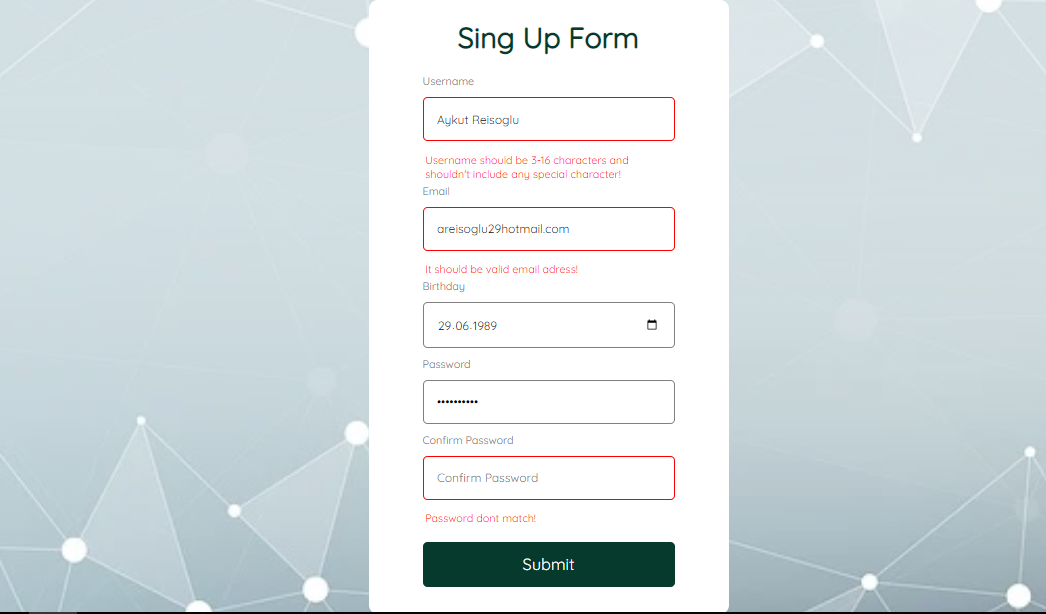 Sing Up Form
Username
Aykut Reisoglu
Username should be 3-16 characters and
shouldn't include any special character!
Email
areisoglu29hotmail.com
It should be valid email adress!
Birthday
29.06.1989
Password
••••••••••
Confirm Password
Confirm Password
Password dont match!
Submit